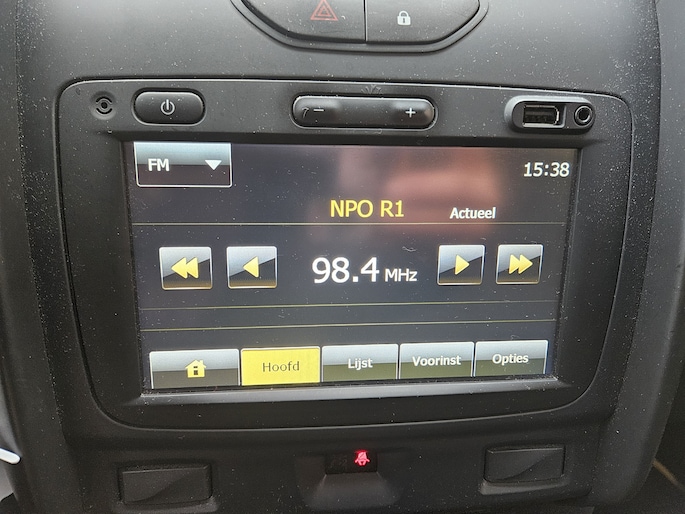 FM
15:38
NPO R1 Actueel
98.4 MHz
Hoofd Lijst Voorinst Opties